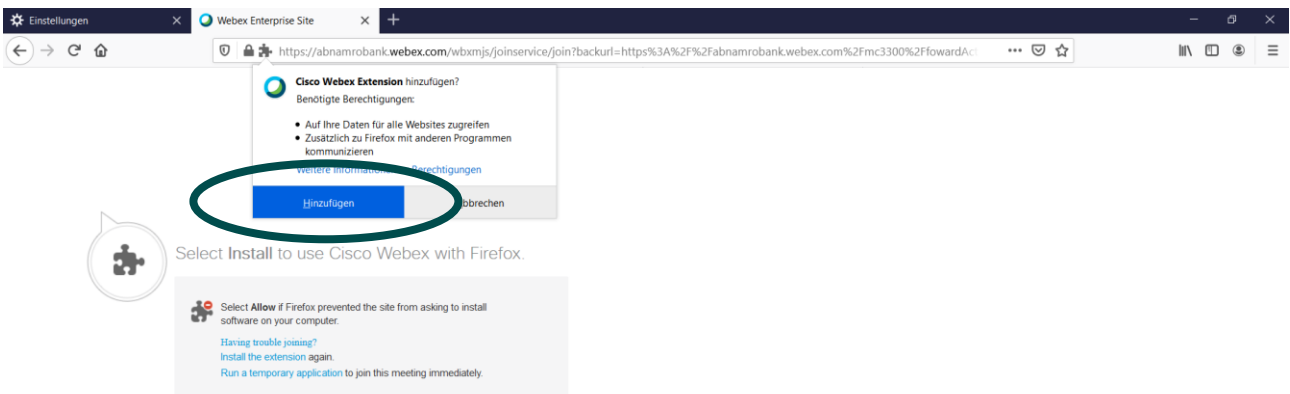 Einstellungen
Webex Enterprise Site
https://abnamrobank.webex.com/wbxmjs/joinservice/join?backurl=https%3A%2F%2Fabnamrobank.webex.com%2Fmc3300%2FfowardAct
Cisco Webex Extension hinzufügen?
Benötigte Berechtigungen:
• Auf Ihre Daten für alle Websites zugreifen
• Zusätzlich zu Firefox mit anderen Programmen
kommunizieren
Weitere Berechtigungen
Hinzufügen
Select Install to use Cisco Webex with Firefox.
Select Allow if Firefox prevented the site from asking to install
software on your computer.
Having trouble joining?
Install the extension again.
Run a temporary application to join this meeting immediately.